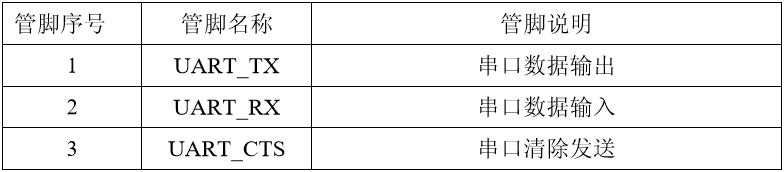 管脚序号 管脚名称 管脚说明
1 UART_TX 串口数据输出
2 UART_RX 串口数据输入
3 UART_CTS 串口清除发送